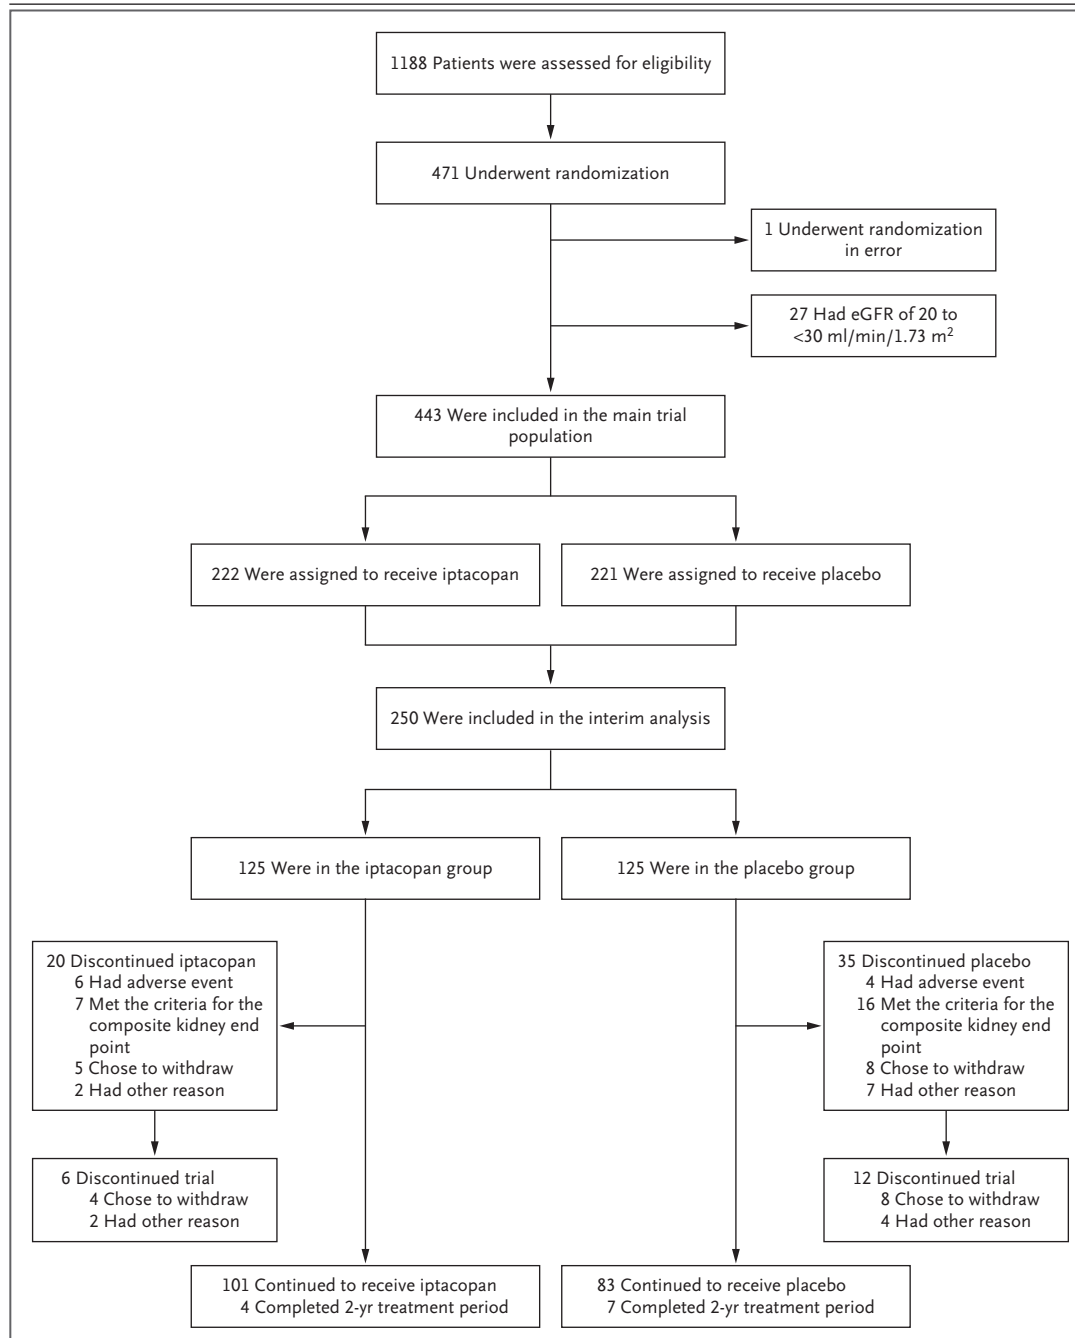 1188 Patients were assessed for eligibility
471 Underwent randomization
1 Underwent randomization
in error
27 Had eGFR of 20 to
<30 ml/min/1.73 m²
443 Were included in the main trial
population
222 Were assigned to receive iptacopan
221 Were assigned to receive placebo
250 Were included in the interim analysis
125 Were in the iptacopan group
125 Were in the placebo group
20 Discontinued iptacopan
6 Had adverse event
7 Met the criteria for the
composite kidney end
point
5 Chose to withdraw
2 Had other reason
35 Discontinued placebo
4 Had adverse event
16 Met the criteria for the
composite kidney end
point
8 Chose to withdraw
7 Had other reason
6 Discontinued trial
4 Chose to withdraw
2 Had other reason
12 Discontinued trial
8 Chose to withdraw
4 Had other reason
101 Continued to receive iptacopan
4 Completed 2-yr treatment period
83 Continued to receive placebo
7 Completed 2-yr treatment period